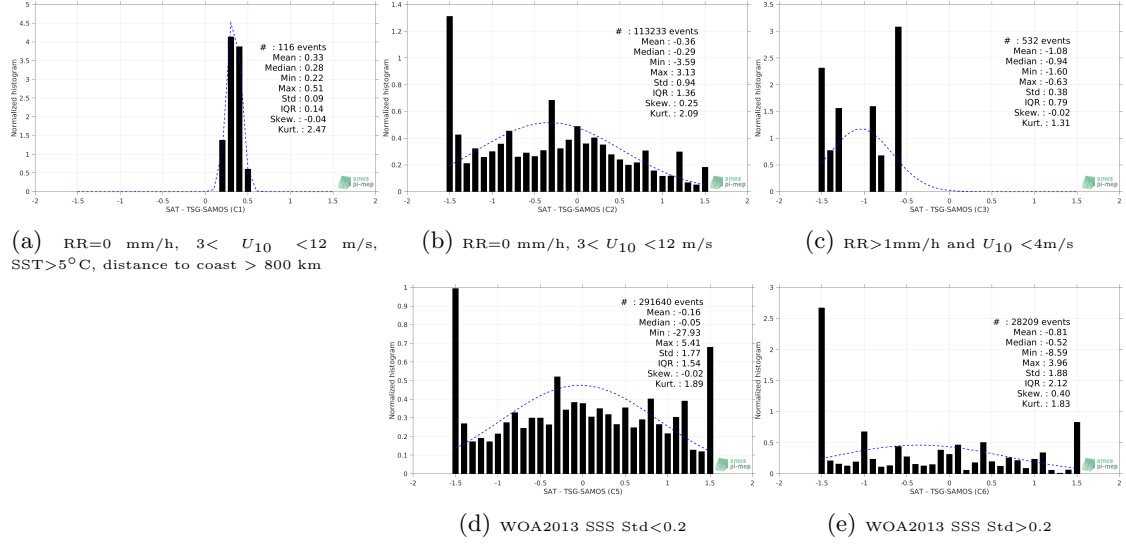 5
4.5
4
3.5
3
2.5
2
1.5
1
0.5
0
Normalized histogram
# : 116 events
Mean : 0.33
Median : 0.28
Min : 0.22
Max : 0.51
Std : 0.09
IQR : 0.14
Skew. : -0.04
Kurt. : 2.47
smos
pi-mep
-2 -1.5 -1 -0.5 0 0.5 1 1.5 2
SAT - TSG-SAMOS (C1)
(a) RR=0 mm/h, 3< U10 <12 m/s,
SST>5°C, distance to coast > 800 km
1.4
1.2
1
0.8
0.6
0.4
0.2
0
Normalized histogram
# : 113233 events
Mean : -0.36
Median : -0.29
Min : -3.59
Max : 3.13
Std : 0.94
IQR : 1.36
Skew. : 0.25
Kurt. : 2.09
smos
pi-mep
-2 -1.5 -1 -0.5 0 0.5 1 1.5 2
SAT - TSG-SAMOS (C2)
(b) RR=0 mm/h, 3< U10 <12 m/s
3.5
3
2.5
2
1.5
1
0.5
0
Normalized histogram
# : 532 events
Mean : -1.08
Median : -0.94
Min : -1.60
Max : -0.63
Std : 0.38
IQR : 0.79
Skew. : -0.02
Kurt. : 1.31
smos
pi-mep
-2 -1.5 -1 -0.5 0 0.5 1 1.5 2
SAT - TSG-SAMOS (C3)
(c) RR>1mm/h and U10 <4m/s
1
0.9
0.8
0.7
0.6
0.5
0.4
0.3
0.2
0.1
0
Normalized histogram
# : 291640 events
Mean : -0.16
Median : -0.05
Min : -27.93
Max : 5.41
Std : 1.77
IQR : 1.54
Skew. : -0.02
Kurt. : 1.89
smos
pi-mep
-2 -1.5 -1 -0.5 0 0.5 1 1.5 2
SAT - TSG-SAMOS (C5)
(d) WOA2013 SSS Std<0.2
3
2.5
2
1.5
1
0.5
0
Normalized histogram
# : 28209 events
Mean : -0.81
Median : -0.52
Min : -8.59
Max : 3.96
Std : 1.88
IQR : 2.12
Skew. : 0.40
Kurt. : 1.83
smos
pi-mep
-2 -1.5 -1 -0.5 0 0.5 1 1.5 2
SAT - TSG-SAMOS (C6)
(e) WOA2013 SSS Std>0.2